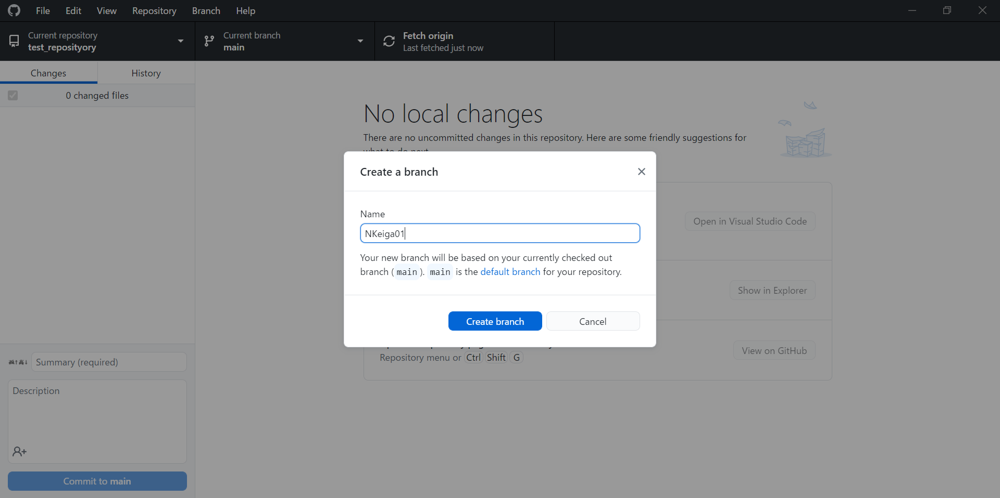 File Edit View Repository Branch Help
Current repository
test_reposityory
Current branch
main
Fetch origin
Last fetched just now
Changes History
0 changed files
No local changes
There are no uncommitted changes in this repository. Here are some friendly suggestions for
what to do next.
Create a branch
Name
NKeiga01
Your new branch will be based on your currently checked out
branch (main). main is the default branch for your repository.
Create branch Cancel
Open in Visual Studio Code
Show in Explorer
View on GitHub
Repository menu or Ctrl Shift G
Summary (required)
Description
Commit to main